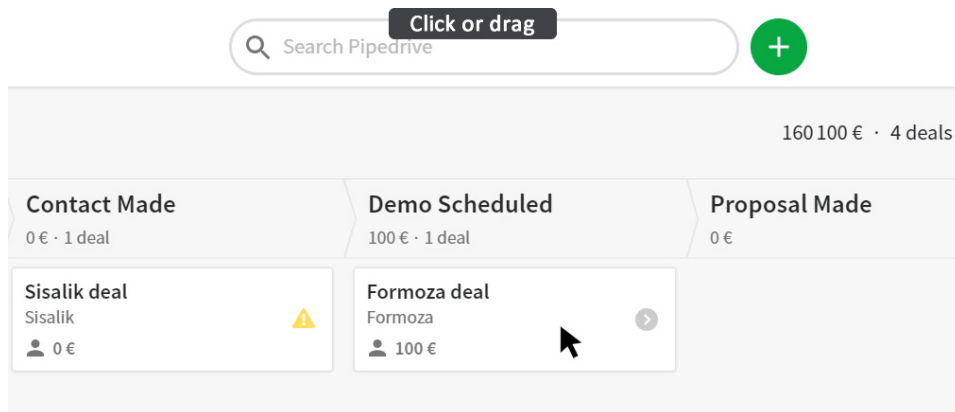 Click or drag
Search Pipedrive
160 100 € · 4 deals
Contact Made
0 € · 1 deal
Demo Scheduled
100 € · 1 deal
Proposal Made
0 €
Sisalik deal
Sisalik
0 €
Formoza deal
Formoza
100 €